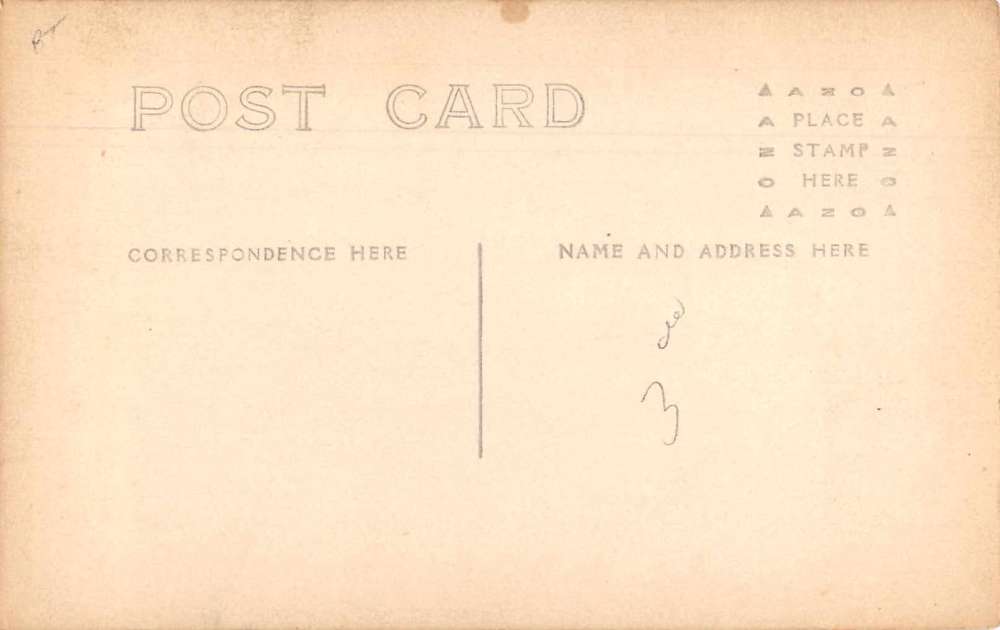 POST CARD
▲ A Z O ▲
A PLACE A
Z STAMP Z
O HERE O
▲ A Z O ▲
CORRESPONDENCE HERE
NAME AND ADDRESS HERE
3